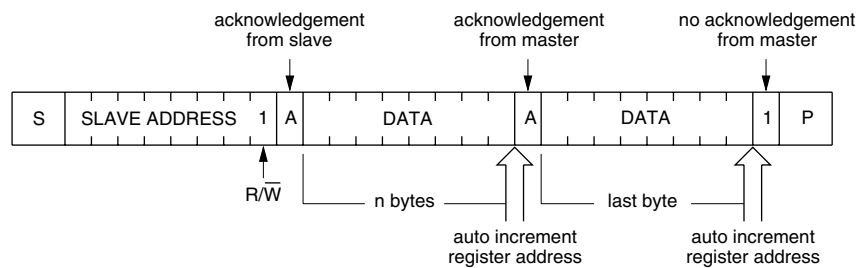 acknowledgement
from slave
acknowledgement
from master
no acknowledgement
from master
S SLAVE ADDRESS 1 A DATA A DATA 1 P
R/W̅
n bytes
last byte
auto increment
register address
auto increment
register address